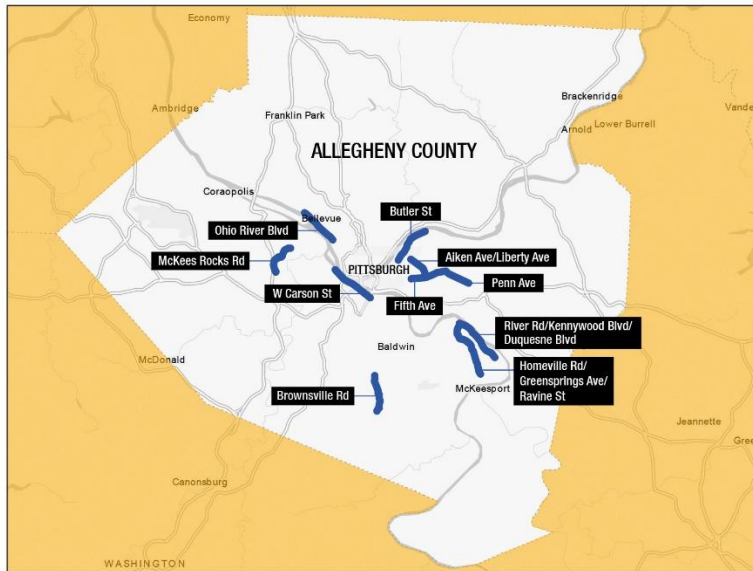 Economy
Ambridge
Franklin Park
Brackenridge
Arnold
Lower Burrell
ALLEGHENY COUNTY
Coraopolis
Bellevue
Butler St
Ohio River Blvd
McKees Rocks Rd
PITTSBURGH
Aiken Ave/Liberty Ave
Penn Ave
W Carson St
Fifth Ave
River Rd/Kennywood Blvd/
Duquesne Blvd
Baldwin
McDonald
Homeville Rd/
Greensprings Ave/
Ravine St
McKeesport
Brownsville Rd
Jeannette
Canonsburg
WASHINGTON